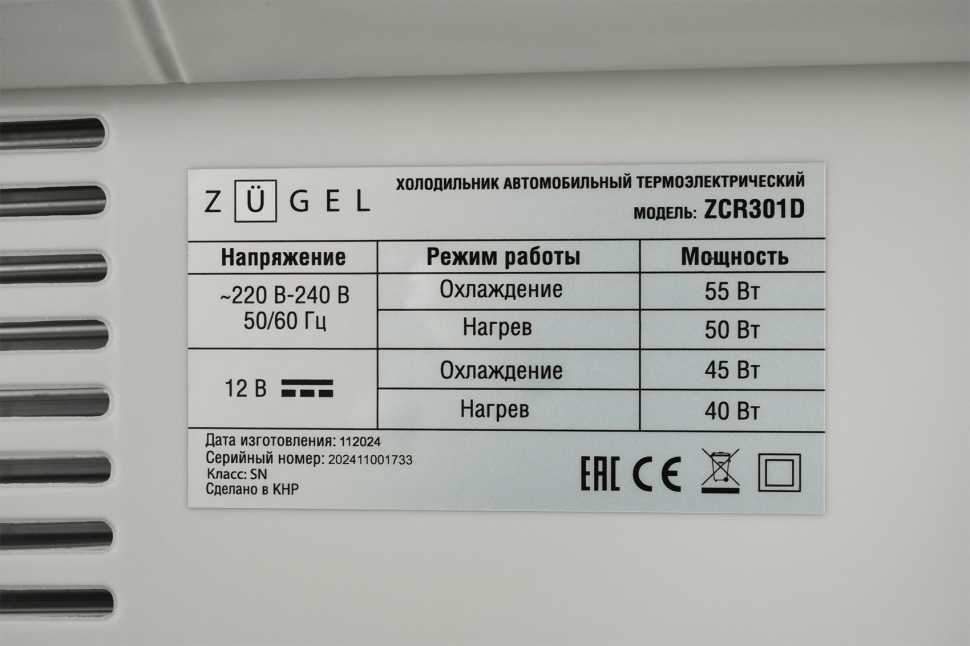 ZÜGEL
ХОЛОДИЛЬНИК АВТОМОБИЛЬНЫЙ ТЕРМОЭЛЕКТРИЧЕСКИЙ
МОДЕЛЬ: ZCR301D
Напряжение Режим работы Мощность
~220 В-240 В
50/60 Гц
Охлаждение 55 Вт
Нагрев 50 Вт
12 В
Охлаждение 45 Вт
Нагрев 40 Вт
Дата изготовления: 112024
Серийный номер: 202411001733
Класс: SN
Сделано в КНР
EAC CE